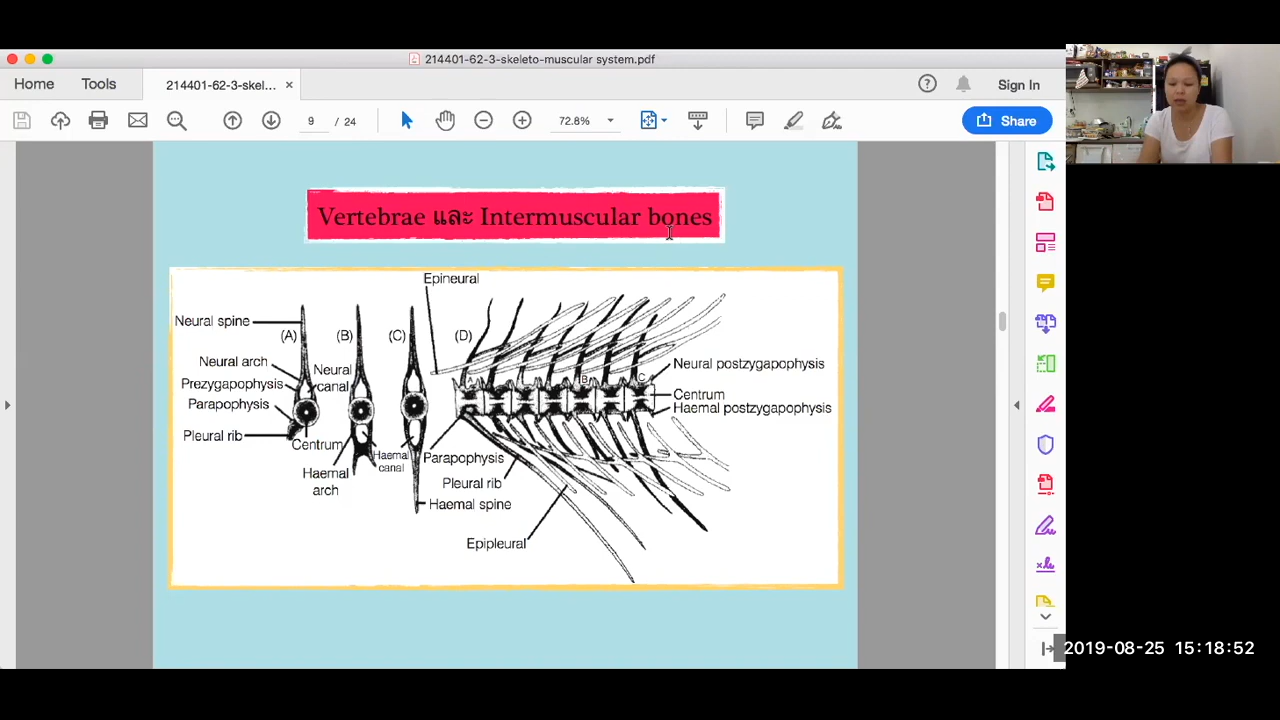 214401-62-3-skeleto-muscular system.pdf
Home Tools 214401-62-3-skel... × Sign In
9 / 24 72.8% Share
Vertebrae และ Intermuscular bones
Epineural
Neural spine (A) (B) (C) (D)
Neural arch
Neural canal
Prezygapophysis
Parapophysis
Pleural rib
Centrum
Haemal arch
Haemal canal
Parapophysis
Pleural rib
Haemal spine
Epipleural
A B C
Neural postzygapophysis
Centrum
Haemal postzygapophysis
2019-08-25 15:18:52